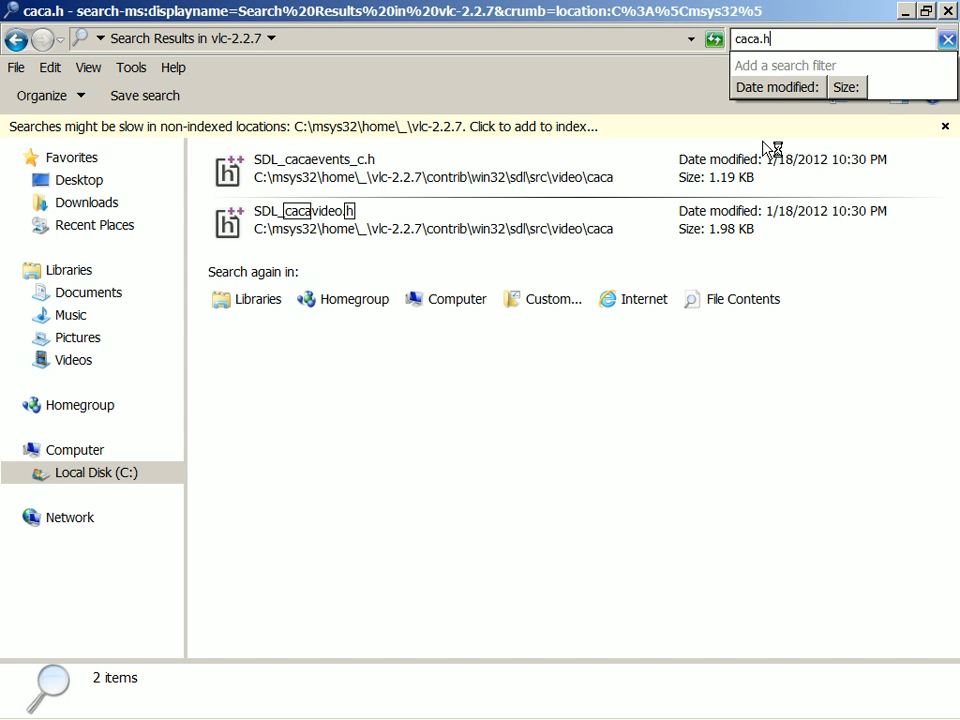 caca.h - search-ms:displayname=Search%20Results%20in%20vlc-2.2.7&crumb=location:C%3A%5Cmsys32%5
Search Results in vlc-2.2.7
caca.h
File Edit View Tools Help
Add a search filter
Date modified: Size:
Organize Save search
Searches might be slow in non-indexed locations: C:\msys32\home\_\vlc-2.2.7. Click to add to index...
Favorites
Desktop
Downloads
Recent Places
Libraries
Documents
Music
Pictures
Videos
Homegroup
Computer
Local Disk (C:)
Network
SDL_cacaevents_c.h
C:\msys32\home\_\vlc-2.2.7\contrib\win32\sdl\src\video\caca
Date modified: 1/18/2012 10:30 PM
Size: 1.19 KB
SDL_cacavideo.h
C:\msys32\home\_\vlc-2.2.7\contrib\win32\sdl\src\video\caca
Date modified: 1/18/2012 10:30 PM
Size: 1.98 KB
Search again in:
Libraries Homegroup Computer Custom... Internet File Contents
2 items